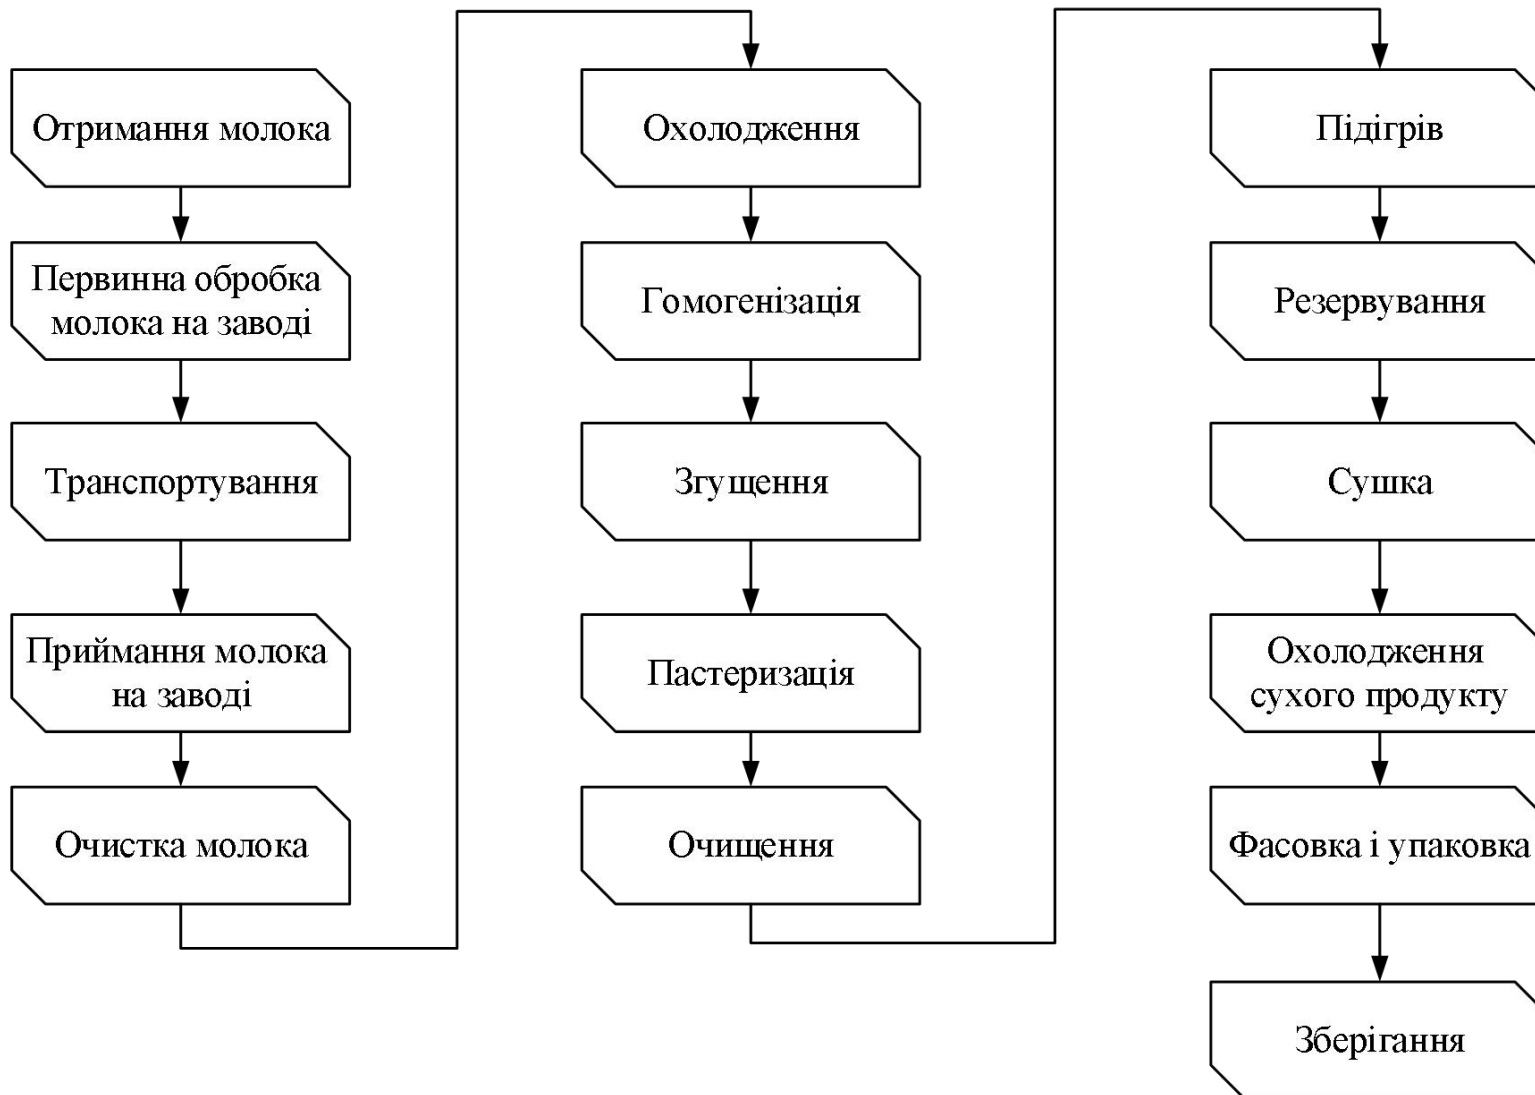 Отримання молока
Первинна обробка
молока на заводі
Транспортування
Приймання молока
на заводі
Очистка молока
Охолодження
Гомогенізація
Згущення
Пастеризація
Очищення
Підігрів
Резервування
Сушка
Охолодження
сухого продукту
Фасовка і упаковка
Зберігання